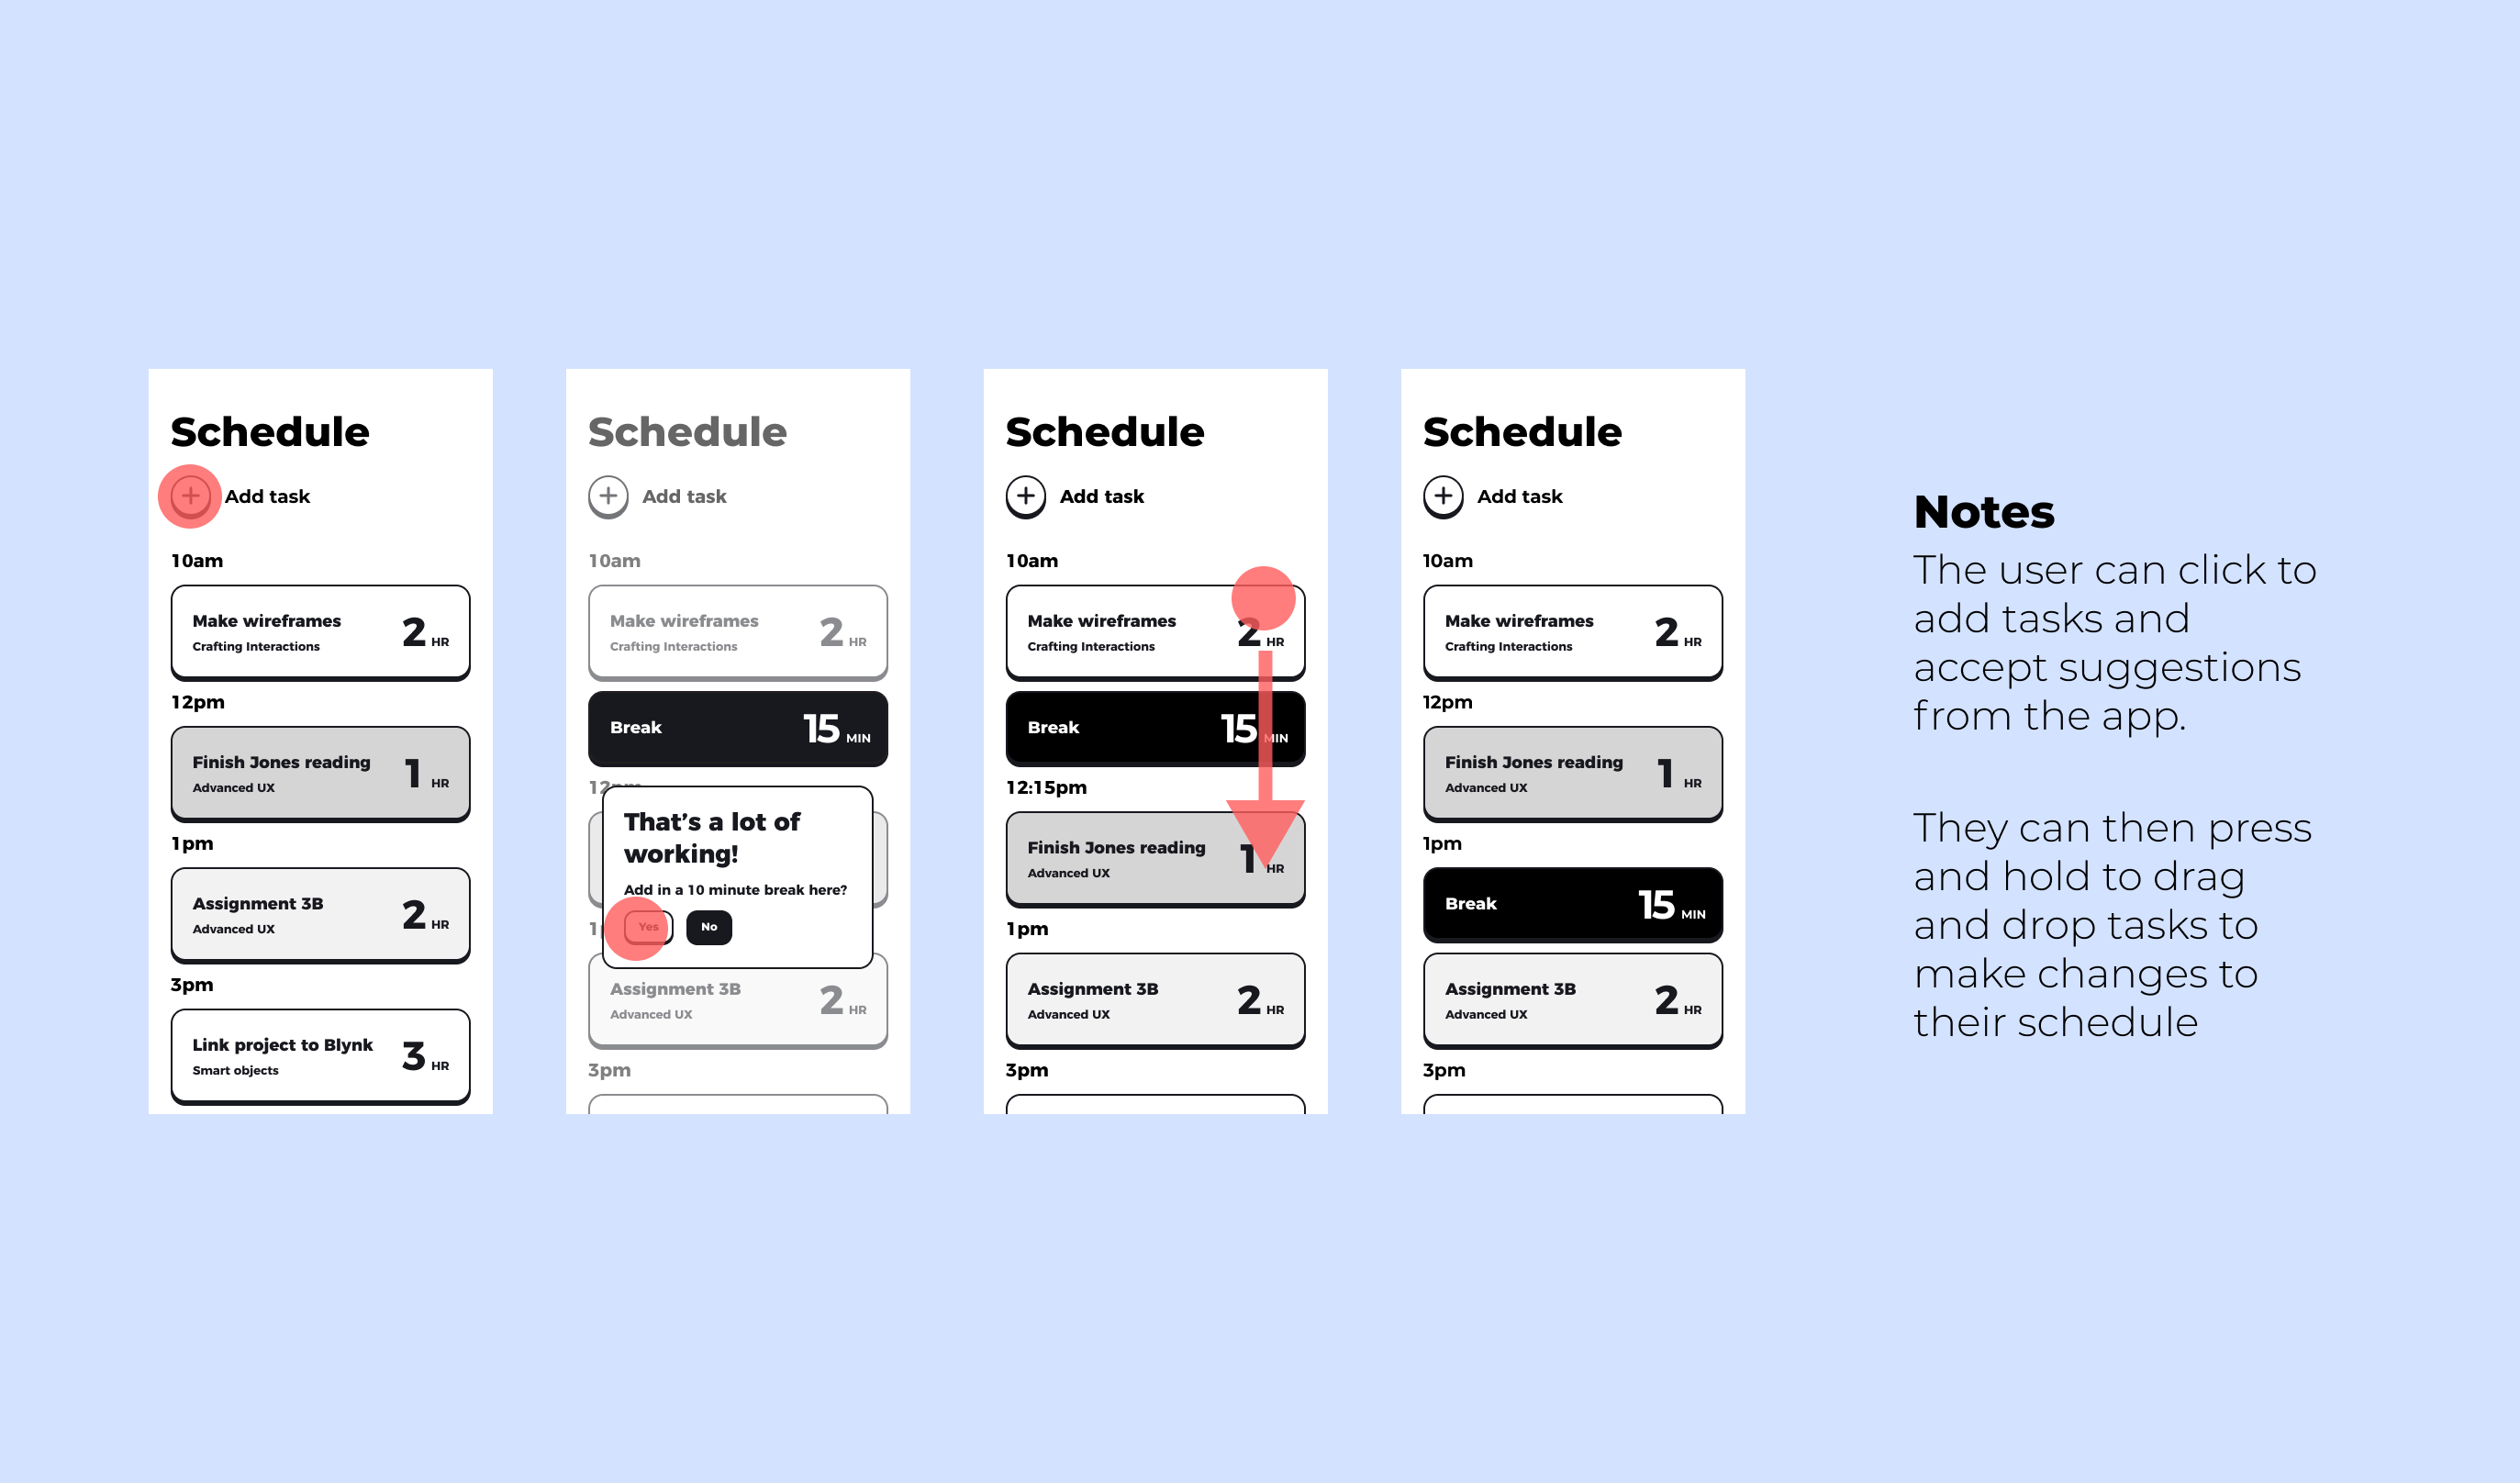 Schedule
+ Add task
10am
Make wireframes
Crafting Interactions
2 HR
12pm
Finish Jones reading
Advanced UX
1 HR
1pm
Assignment 3B
Advanced UX
2 HR
3pm
Link project to Blynk
Smart objects
3 HR
Schedule
+ Add task
10am
Make wireframes
Crafting Interactions
2 HR
Break
15 MIN
12pm
That's a lot of
working!
Add in a 10 minute break here?
Yes
No
Assignment 3B
Advanced UX
2 HR
3pm
Schedule
+ Add task
10am
Make wireframes
Crafting Interactions
2 HR
Break
15 MIN
12:15pm
Finish Jones reading
Advanced UX
1 HR
1pm
Assignment 3B
Advanced UX
2 HR
3pm
Schedule
+ Add task
10am
Make wireframes
Crafting Interactions
2 HR
12pm
Finish Jones reading
Advanced UX
1 HR
1pm
Break
15 MIN
Assignment 3B
Advanced UX
2 HR
3pm
Notes
The user can click to
add tasks and
accept suggestions
from the app.
They can then press
and hold to drag
and drop tasks to
make changes to
their schedule